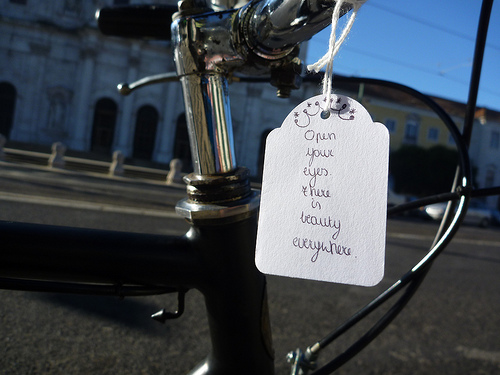 Open
your
eyes.
there
is
beauty
everywhere.